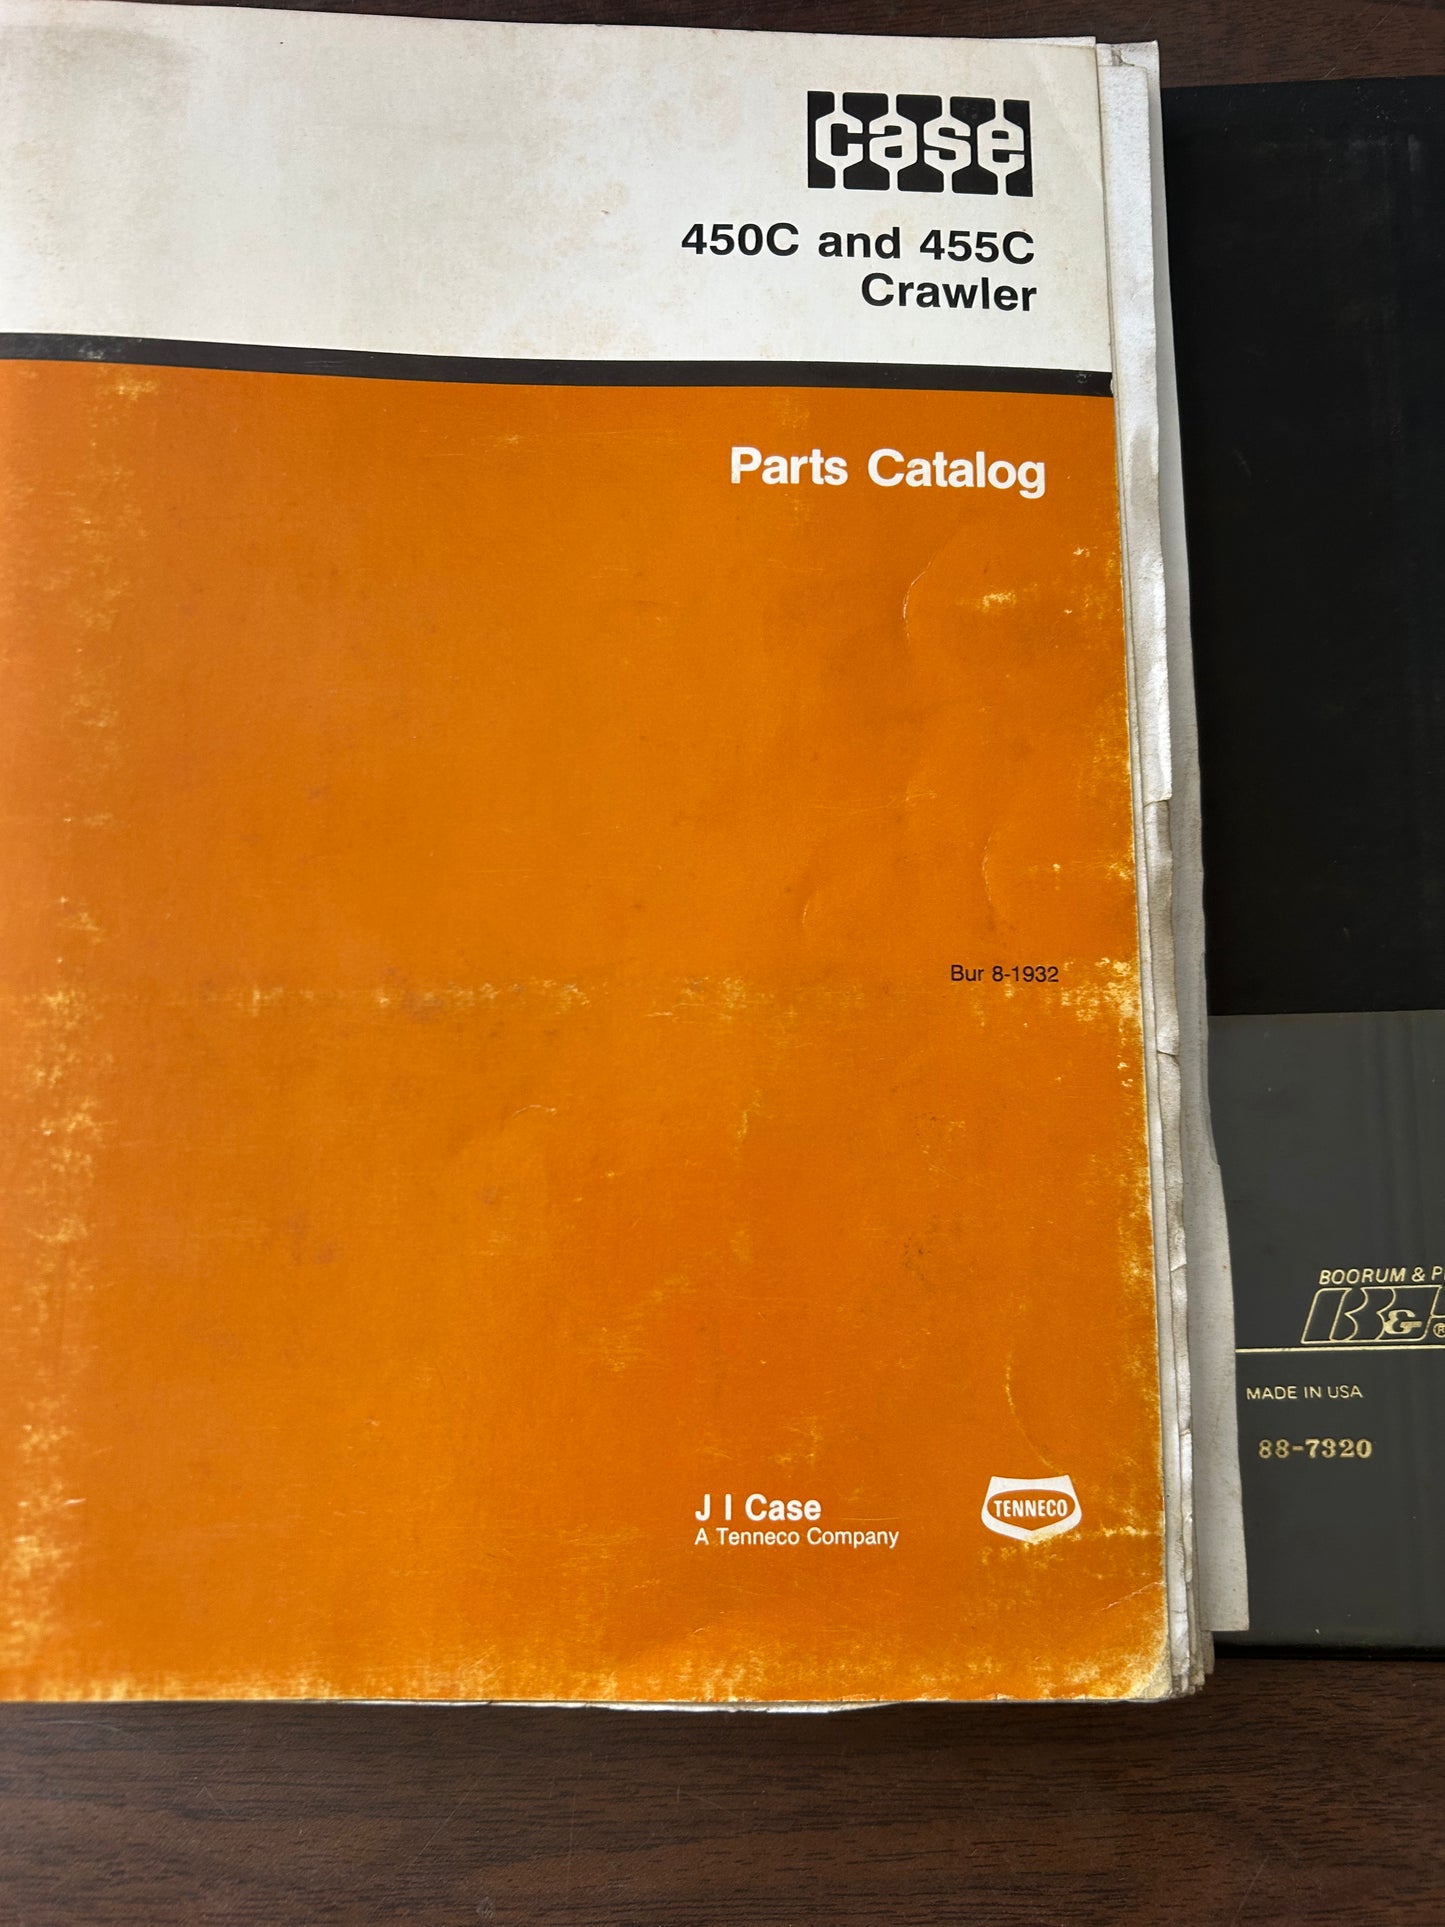 case
450C and 455C
Crawler
Parts Catalog
Bur 8-1932
J I Case
A Tenneco Company
TENNECO
BOORUM &
B&
MADE IN USA
88-7320